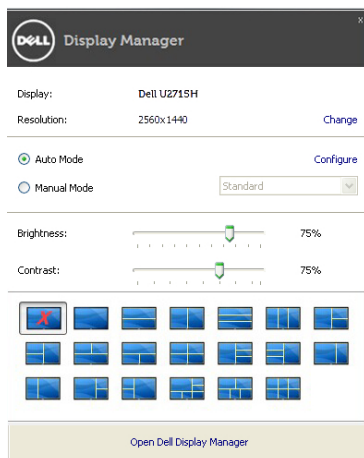 x
DELL Display Manager
Display: Dell U2715H
Resolution: 2560x1440 Change
Auto Mode Configure
Manual Mode Standard
Brightness: 75%
Contrast: 75%
Open Dell Display Manager